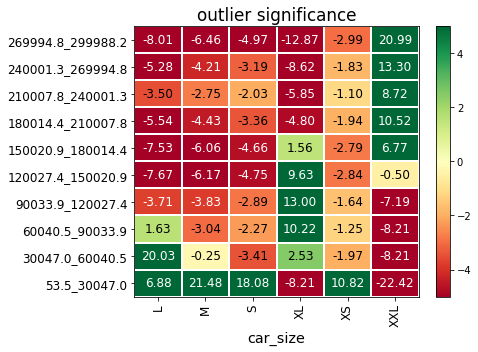 outlier significance
269994.8_299988.2 -8.01 -6.46 -4.97 -12.87 -2.99 20.99
240001.3_269994.8 -5.28 -4.21 -3.19 -8.62 -1.83 13.30
210007.8_240001.3 -3.50 -2.75 -2.03 -5.85 -1.10 8.72
180014.4_210007.8 -5.54 -4.43 -3.36 -4.80 -1.94 10.52
150020.9_180014.4 -7.53 -6.06 -4.66 1.56 -2.79 6.77
120027.4_150020.9 -7.67 -6.17 -4.75 9.63 -2.84 -0.50
90033.9_120027.4 -3.71 -3.83 -2.89 13.00 -1.64 -7.19
60040.5_90033.9 1.63 -3.04 -2.27 10.22 -1.25 -8.21
30047.0_60040.5 20.03 -0.25 -3.41 2.53 -1.97 -8.21
53.5_30047.0 6.88 21.48 18.08 -8.21 10.82 -22.42
L M S XL XS XXL
car_size
4
2
0
−2
−4